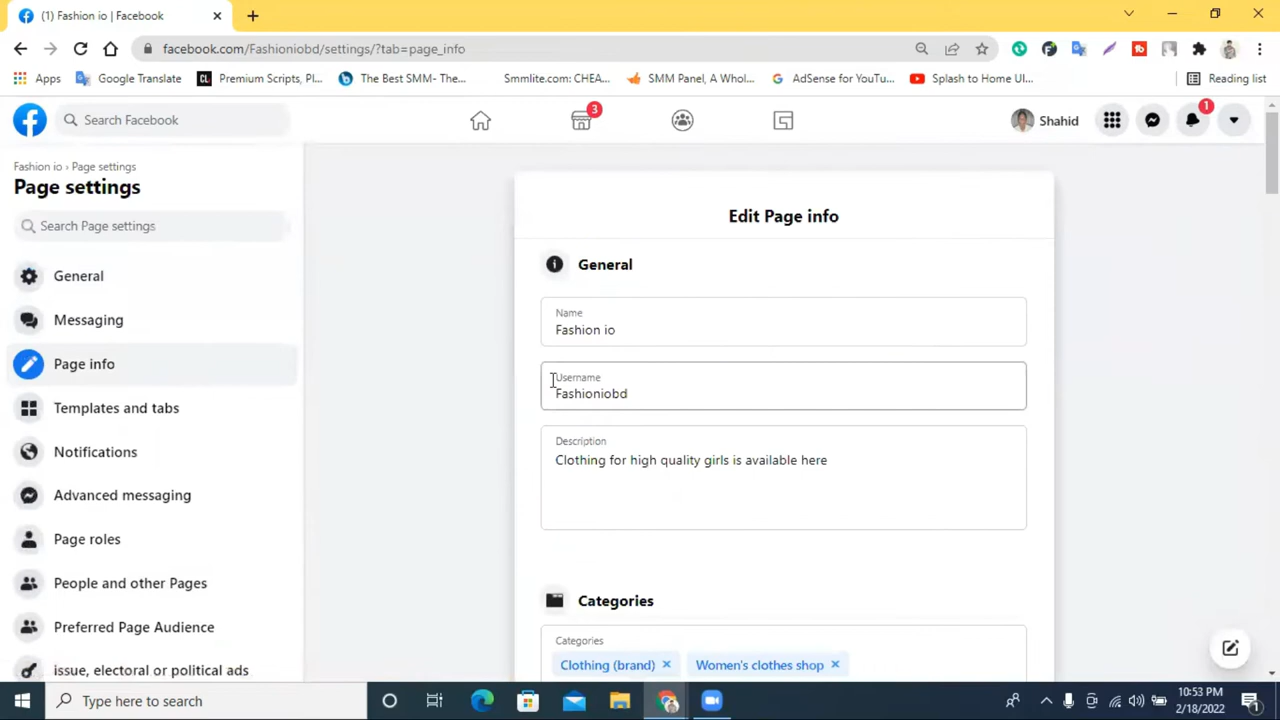 (1) Fashion io | Facebook
facebook.com/Fashioniobd/settings/?tab=page_info
Apps
Google Translate
Premium Scripts, Pl...
The Best SMM- The...
Smmlite.com: CHEA...
SMM Panel, A Whol...
AdSense for YouTu...
Splash to Home UI...
Reading list
Search Facebook
3
Shahid
1
Fashion io › Page settings
Page settings
Search Page settings
General
Messaging
Page info
Templates and tabs
Notifications
Advanced messaging
Page roles
People and other Pages
Preferred Page Audience
issue, electoral or political ads
Edit Page info
General
Name
Fashion io
Username
Fashioniobd
Description
Clothing for high quality girls is available here
Categories
Categories
Clothing (brand)
Women's clothes shop
Type here to search
10:53 PM
2/18/2022
1